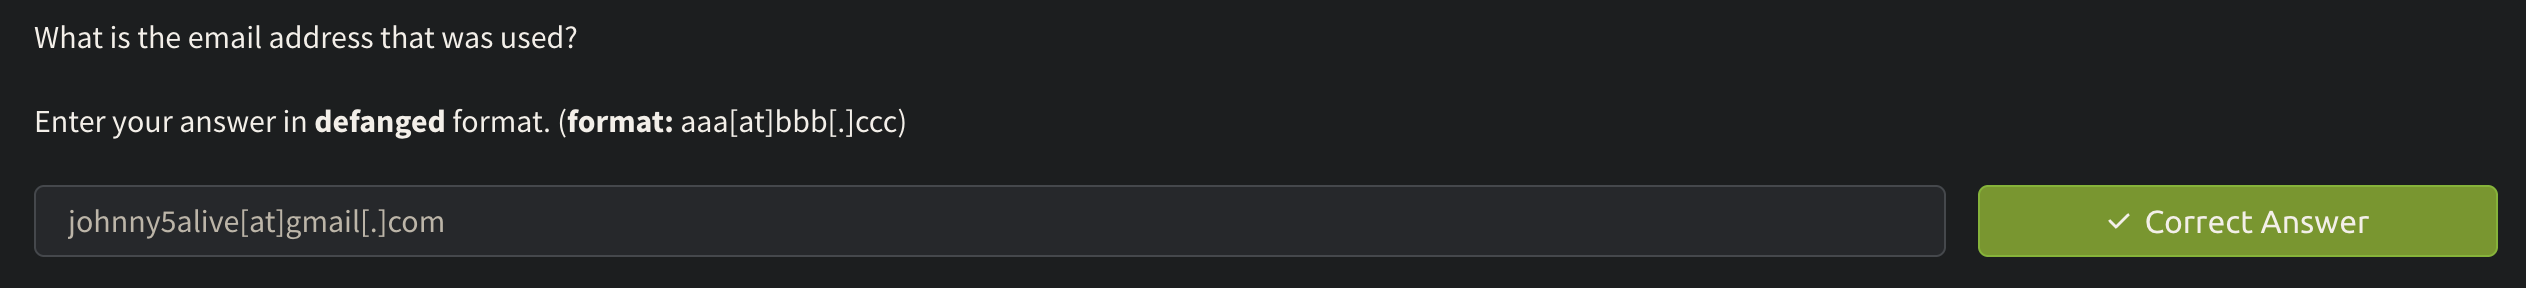 What is the email address that was used?
Enter your answer in defanged format. (format: aaa[at]bbb[.]ccc)
johnny5alive[at]gmail[.]com
✓ Correct Answer